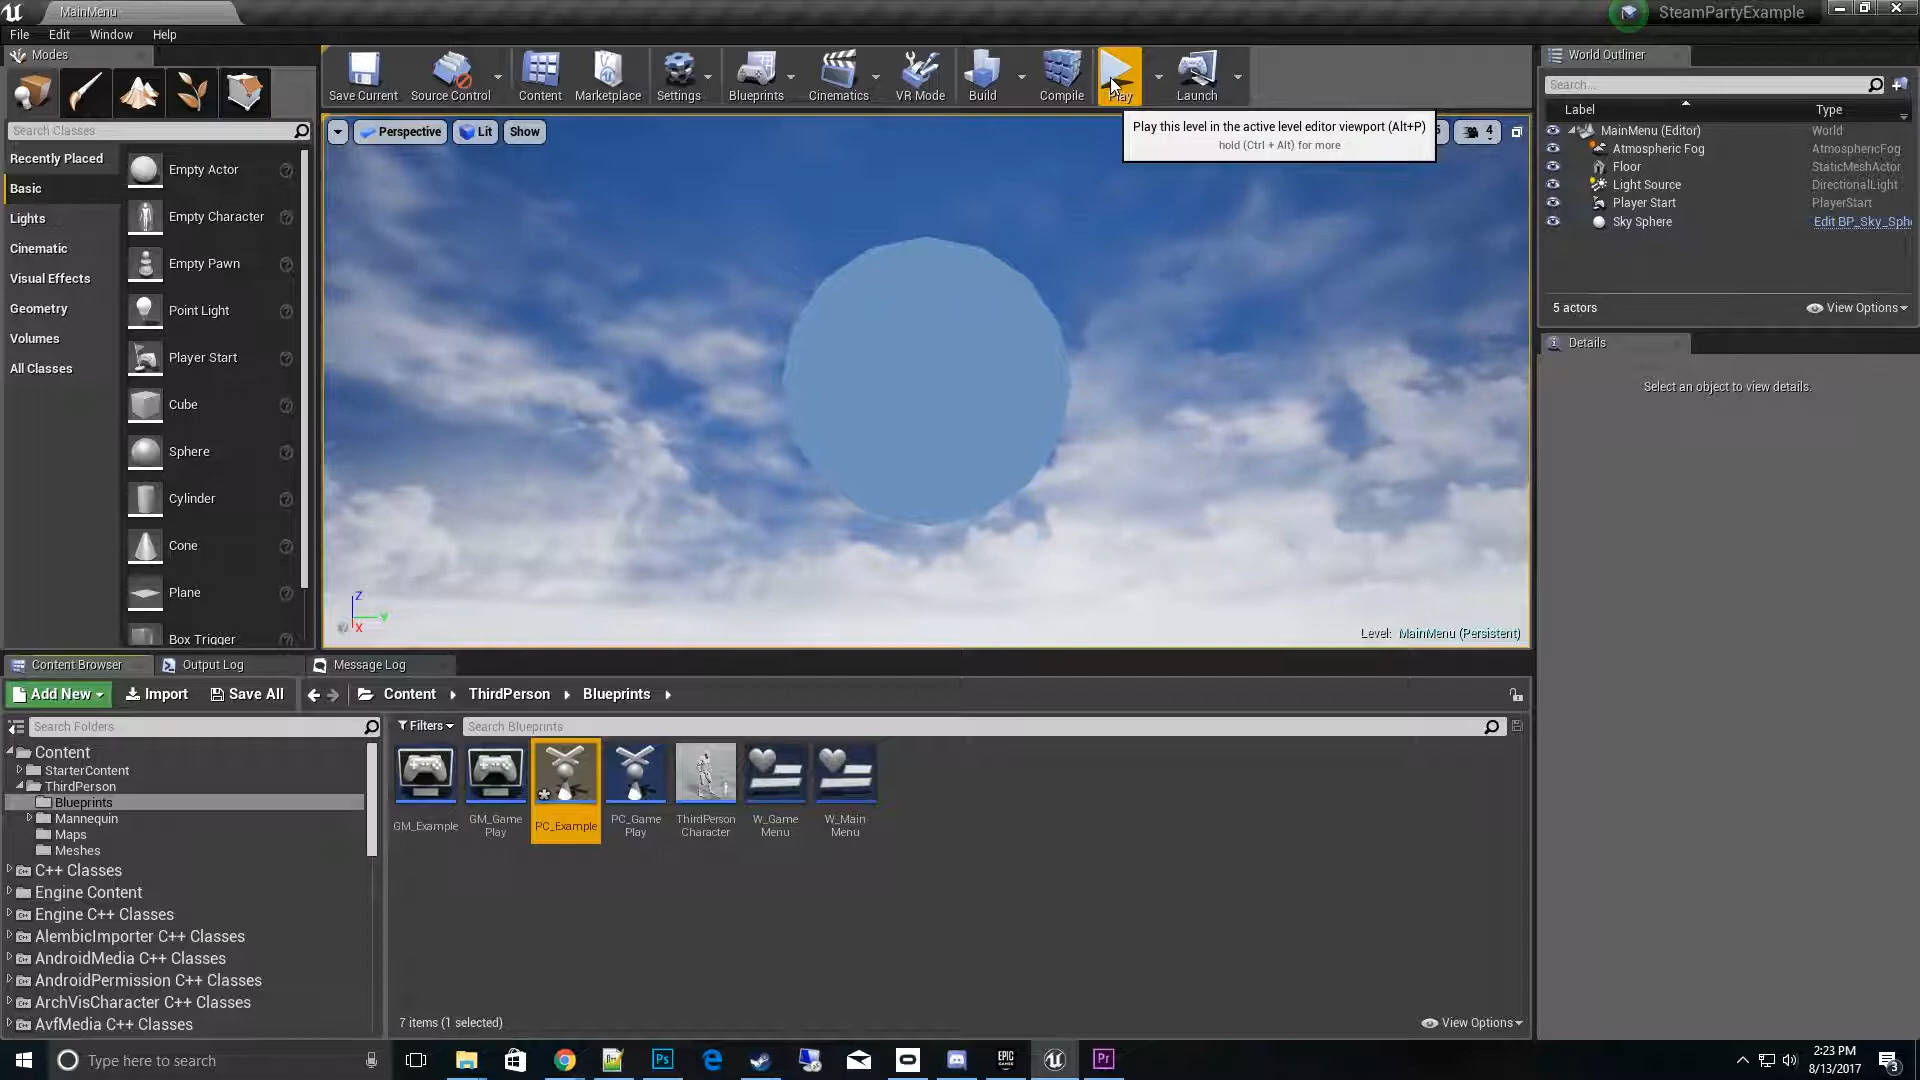 MainMenu
SteamPartyExample
File Edit Window Help
Modes
Search Classes
Recently Placed
Basic
Lights
Cinematic
Visual Effects
Geometry
Volumes
All Classes
Empty Actor
Empty Character
Empty Pawn
Point Light
Player Start
Cube
Sphere
Cylinder
Cone
Plane
Box Trigger
Save Current
Source Control
Content
Marketplace
Settings
Blueprints
Cinematics
VR Mode
Build
Compile
Play
Launch
Perspective
Lit
Show
4
Play this level in the active level editor viewport (Alt+P)
hold (Ctrl + Alt) for more
Z
Y
X
Level: MainMenu (Persistent)
World Outliner
Search...
Label Type
MainMenu (Editor) World
Atmospheric Fog AtmosphericFog
Floor StaticMeshActor
Light Source DirectionalLight
Player Start PlayerStart
Sky Sphere Edit BP_Sky_Sph
5 actors
View Options
Details
Select an object to view details.
Content Browser
Output Log
Message Log
Add New
Import
Save All
Content ThirdPerson Blueprints
Search Folders
Filters
Search Blueprints
Content
StarterContent
ThirdPerson
Blueprints
Mannequin
Maps
Meshes
C++ Classes
Engine Content
Engine C++ Classes
AlembicImporter C++ Classes
AndroidMedia C++ Classes
AndroidPermission C++ Classes
ArchVisCharacter C++ Classes
AvfMedia C++ Classes
GM_Example
GM_Game
Play
PC_Example
PC_Game
Play
ThirdPerson
Character
W_Game
Menu
W_Main
Menu
7 items (1 selected)
View Options
Type here to search
Ps
EPIC
GAMES
Pr
2:23 PM
8/13/2017
3